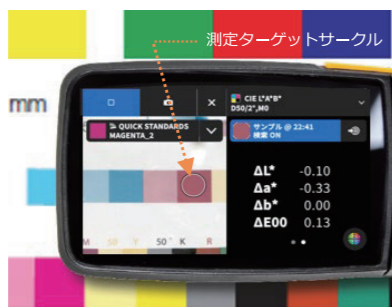 測定ターゲットサークル
mm
CIE L*A*B*
D50/2°,M0
QUICK STANDARDS
MAGENTA_2
サンプル @ 22:41
検索 ON
ΔL* -0.10
Δa* -0.33
Δb* 0.00
ΔE00 0.13
M 50 Y 50 K R